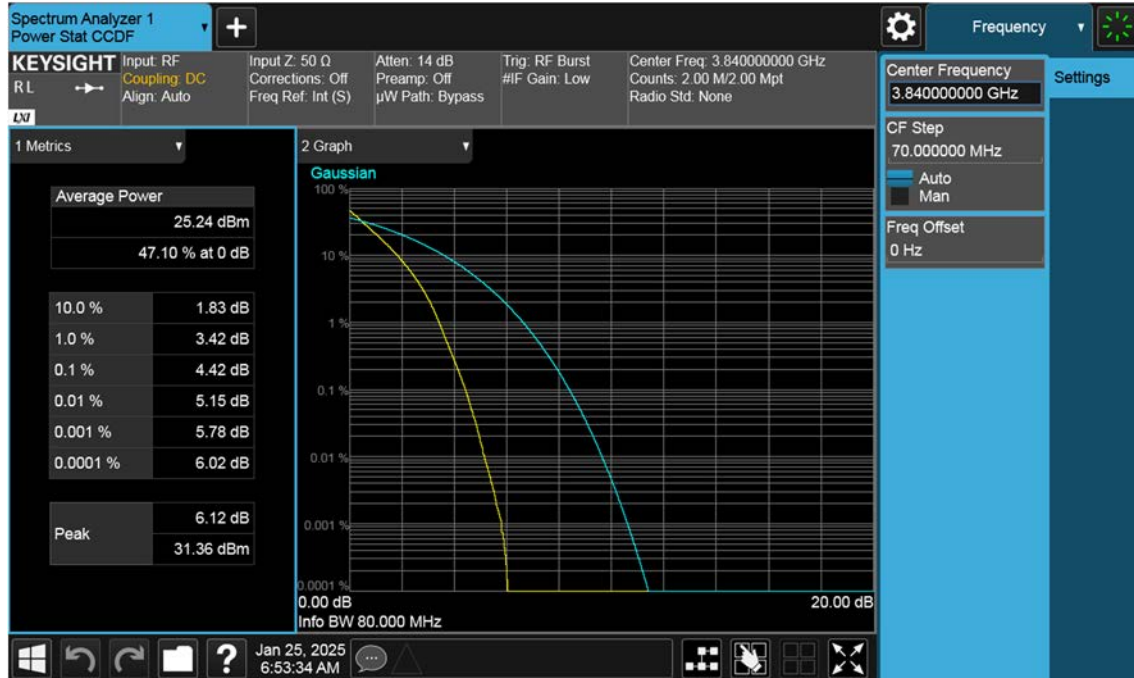 Spectrum Analyzer 1
Power Stat CCDF
+
Frequency
KEYSIGHT
RL
LXI
Input: RF
Coupling: DC
Align: Auto
Input Z: 50 Ω
Corrections: Off
Freq Ref: Int (S)
Atten: 14 dB
Preamp: Off
µW Path: Bypass
Trig: RF Burst
#IF Gain: Low
Center Freq: 3.840000000 GHz
Counts: 2.00 M/2.00 Mpt
Radio Std: None
Center Frequency
3.840000000 GHz
Settings
CF Step
70.000000 MHz
Auto
Man
Freq Offset
0 Hz
1 Metrics
Average Power
25.24 dBm
47.10 % at 0 dB
10.0 % 1.83 dB
1.0 % 3.42 dB
0.1 % 4.42 dB
0.01 % 5.15 dB
0.001 % 5.78 dB
0.0001 % 6.02 dB
Peak 6.12 dB
31.36 dBm
2 Graph
Gaussian
100 %
10 %
1 %
0.1 %
0.01 %
0.001 %
0.0001 %
0.00 dB 20.00 dB
Info BW 80.000 MHz
?
Jan 25, 2025
6:53:34 AM